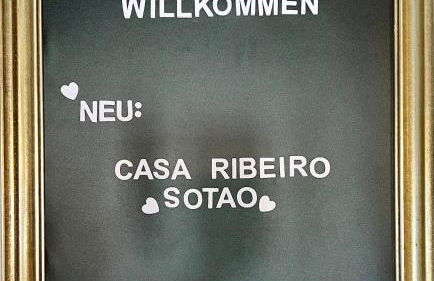 WILLKOMMEN
NEU:
CASA RIBEIRO
SOTAO